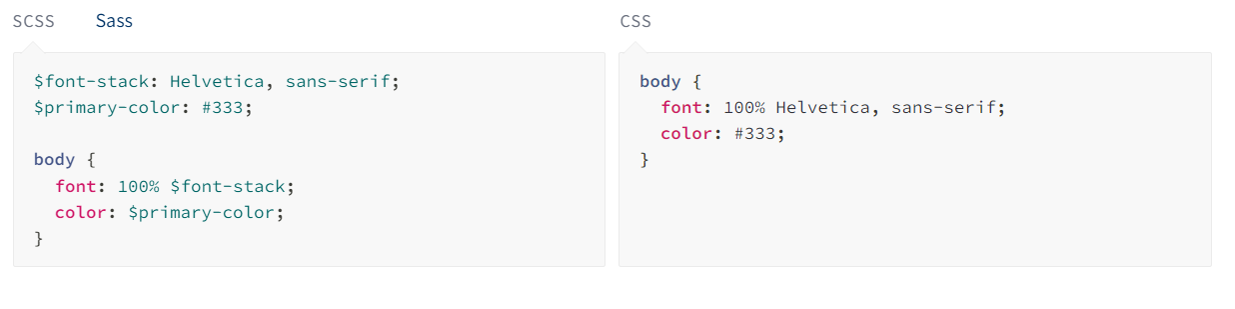 SCSS Sass
$font-stack: Helvetica, sans-serif;
$primary-color: #333;

body {
  font: 100% $font-stack;
  color: $primary-color;
}
CSS
body {
  font: 100% Helvetica, sans-serif;
  color: #333;
}